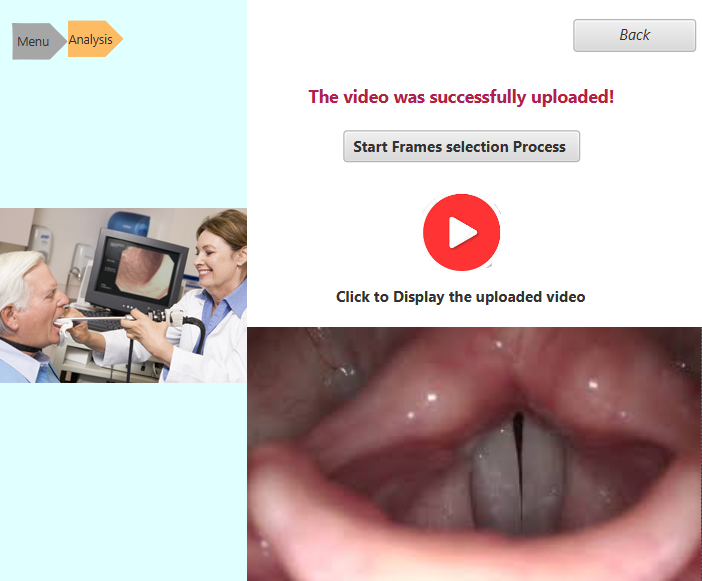 Menu
Analysis
Back
The video was successfully uploaded!
Start Frames selection Process
Click to Display the uploaded video